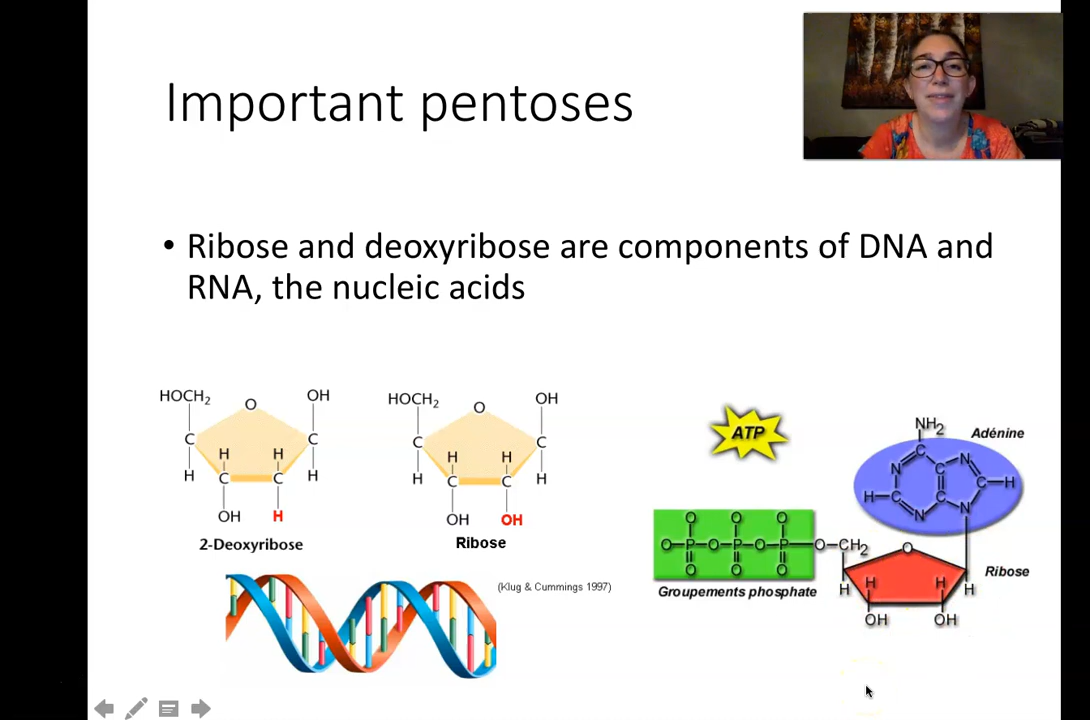 Important pentoses
• Ribose and deoxyribose are components of DNA and
RNA, the nucleic acids
HOCH2 O OH
C C
H H
H H
C C
OH H
2-Deoxyribose
HOCH2 O OH
C C
H H
H H
C C
OH OH
Ribose
(Klug & Cummings 1997)
ATP
NH2
Adénine
C
N C N
C-H
H-C C
N N
O O O
O-P-O-P-O-P-O-CH2
O O O
Groupements phosphate
O
Ribose
H H H H
OH OH